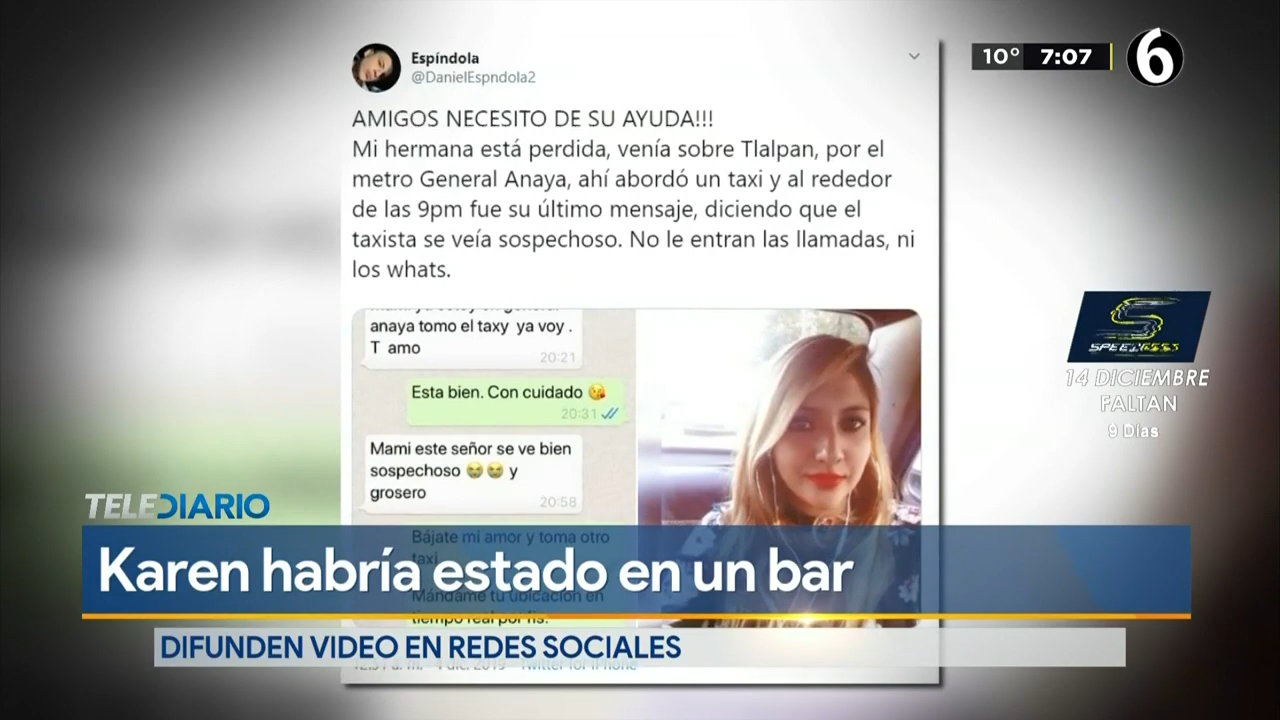 Espíndola
@DanielEspndola2
AMIGOS NECESITO DE SU AYUDA!!!
Mi hermana está perdida, venía sobre Tlalpan, por el
metro General Anaya, ahí abordó un taxi y al rededor
de las 9pm fue su último mensaje, diciendo que el
taxista se veía sospechoso. No le entran las llamadas, ni
los whats.
anaya tomo el taxy ya voy .
T amo
20:21
Esta bien. Con cuidado 😘
20:31
Mami este señor se ve bien
sospechoso 😭😭 y
grosero
20:58
Bájate mi amor y toma otro
taxi
Mándame tu ubicación en
tiempo real por fis.
4 dic. 2019 Twitter for iPhone
10° 7:07 6
14 DICIEMBRE
FALTAN
9 Días
TELEDIARIO
Karen habría estado en un bar
DIFUNDEN VIDEO EN REDES SOCIALES